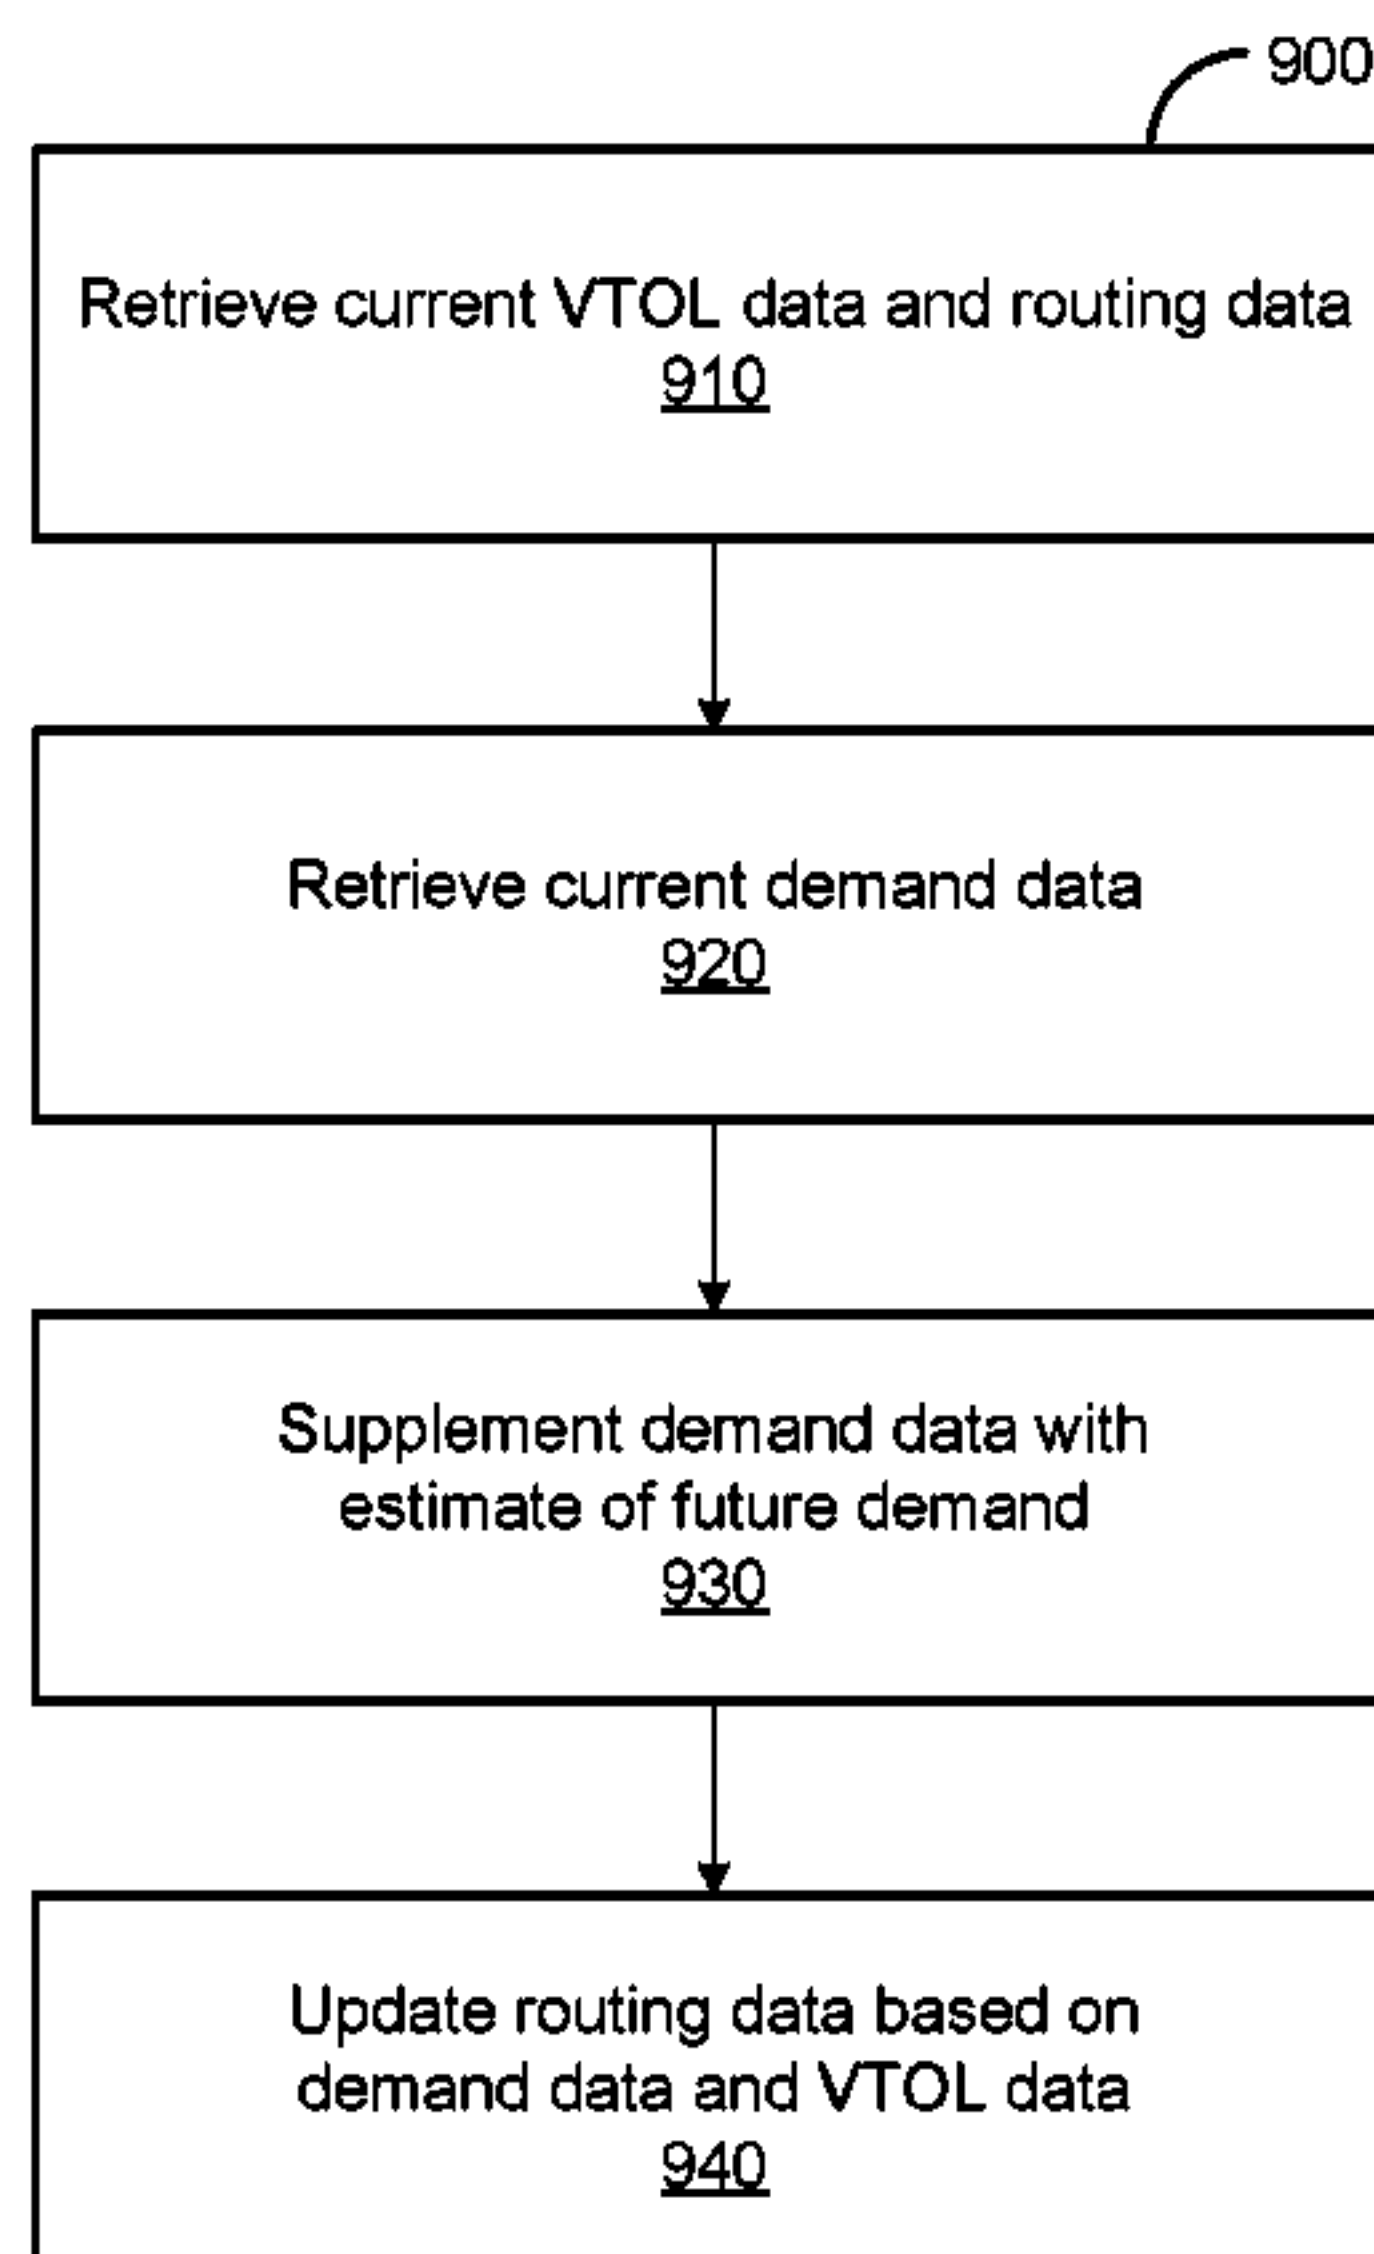 900
Retrieve current VTOL data and routing data
910
Retrieve current demand data
920
Supplement demand data with
estimate of future demand
930
Update routing data based on
demand data and VTOL data
940